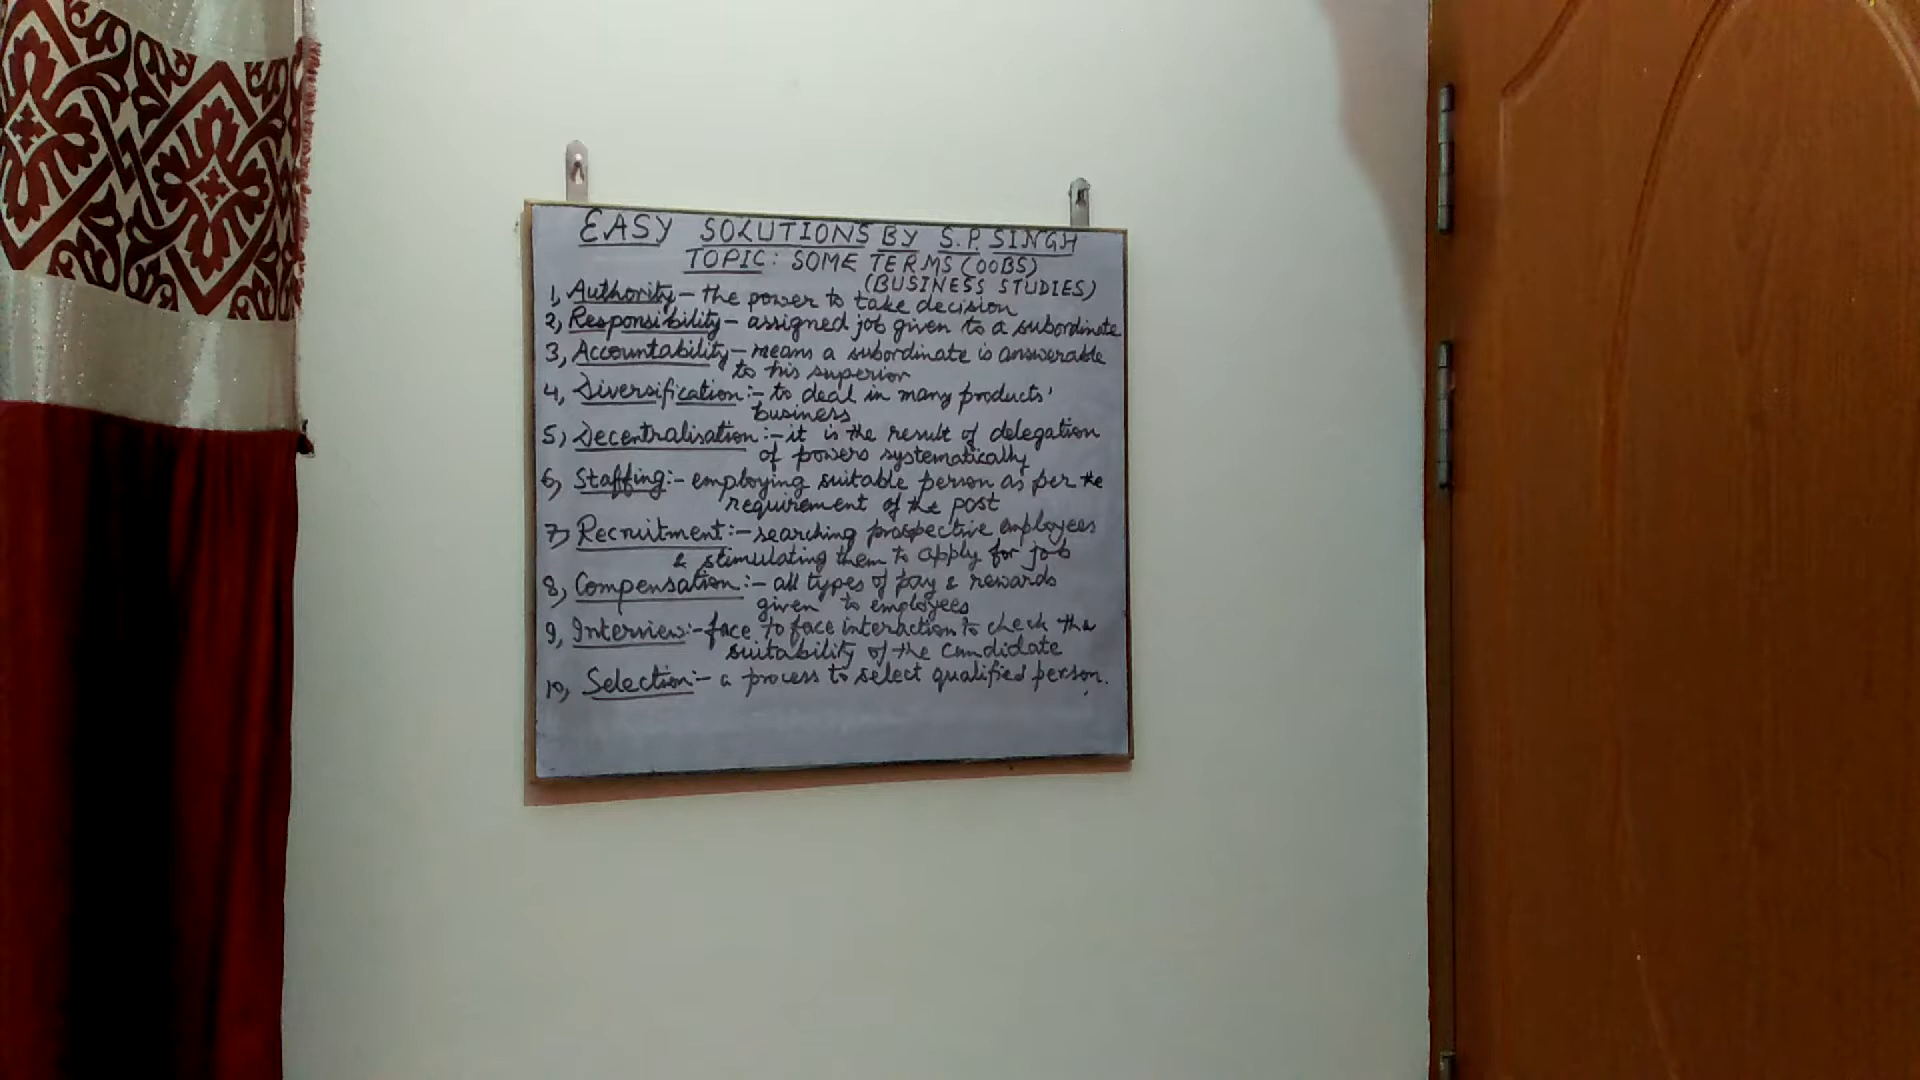 EASY SOLUTIONS BY S.P. SINGH
TOPIC: SOME TERMS (OOBS)
(BUSINESS STUDIES)
1, Authority - the power to take decision
2, Responsibility - assigned job given to a subordinate
3, Accountability - means a subordinate is answerable
to his superior
4, Diversification :- to deal in many products'
business
5, Decentralisation :- it is the result of delegation
of powers systematically
6, Staffing :- employing suitable person as per the
requirement of the post
7, Recruitment :- searching prospective employees
& stimulating them to apply for job
8, Compensation :- all types of pay & rewards
given to employees
9, Interview :- face to face interaction to check the
suitability of the candidate
10, Selection :- a process to select qualified person.